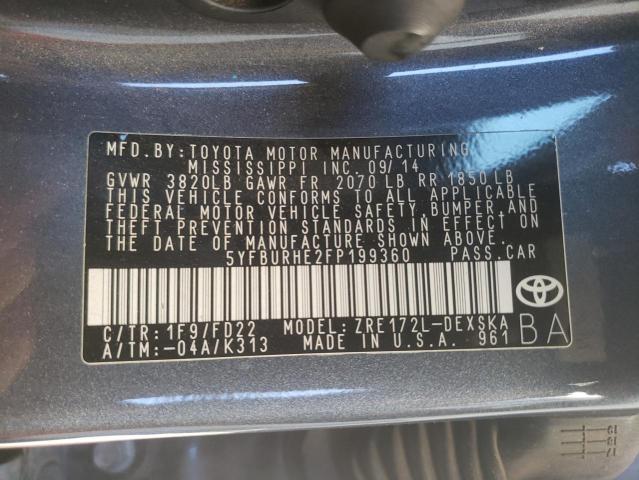 MFD. BY: TOYOTA MOTOR MANUFACTURING,
MISSISSIPPI INC. 09/14
GVWR 3820LB GAWR FR 2070 LB RR 1850 LB
THIS VEHICLE CONFORMS TO ALL APPLICABLE
FEDERAL MOTOR VEHICLE SAFETY, BUMPER, AND
THEFT PREVENTION STANDARDS IN EFFECT ON
THE DATE OF MANUFACTURE SHOWN ABOVE.
5YFBURHE2FP199360 PASS. CAR
C/TR: 1F9/FD22 MODEL: ZRE172L-DEXSKA
A/TM: -04A/K313 MADE IN U.S.A. 961
BA